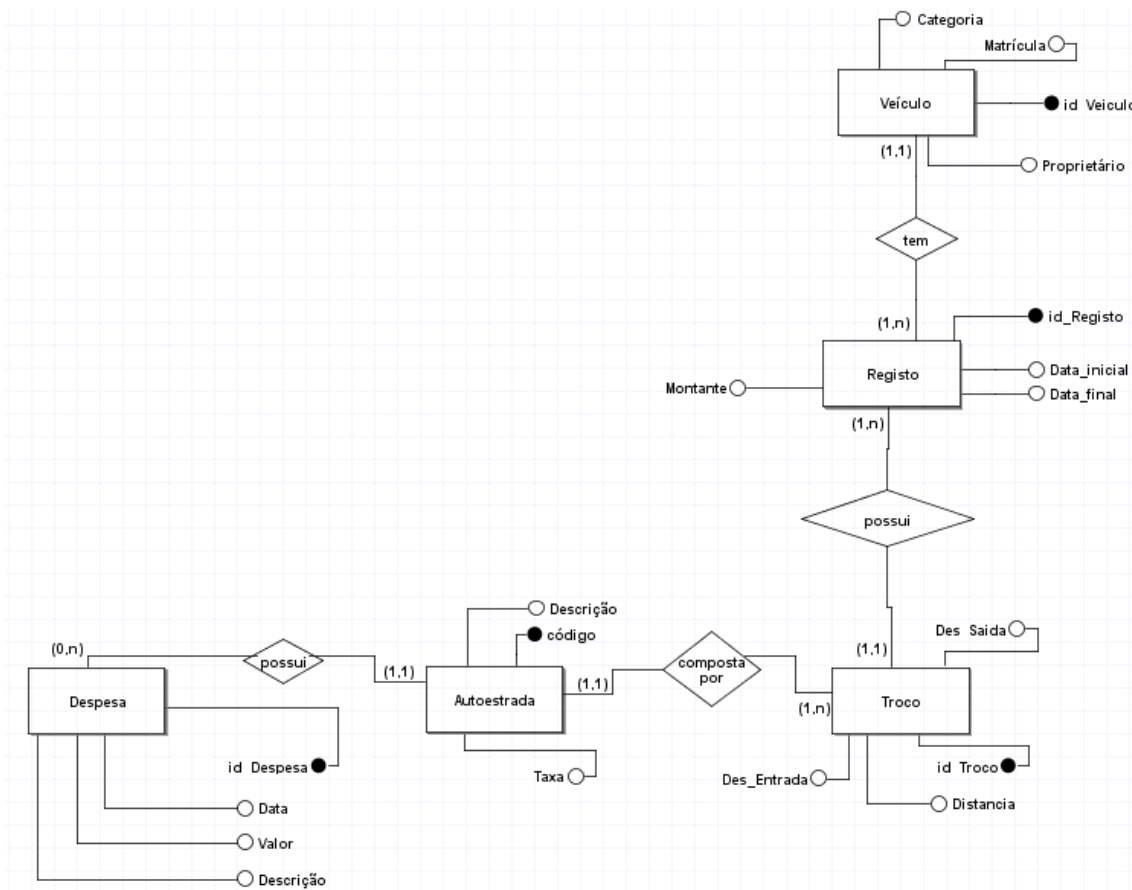 Categoria
Matrícula
Veículo
id Veiculo
(1,1)
Proprietário
tem
(1,n)
id_Registo
Registo
Data_inicial
Montante
Data_final
(1,n)
possui
Descrição
código
Des Saida
(0,n)
possui
(1,1)
composta
por
(1,1)
(1,1)
Despesa
Autoestrada
(1,n)
Troco
id Despesa
Taxa
Des_Entrada
id Troco
Data
Distancia
Valor
Descrição